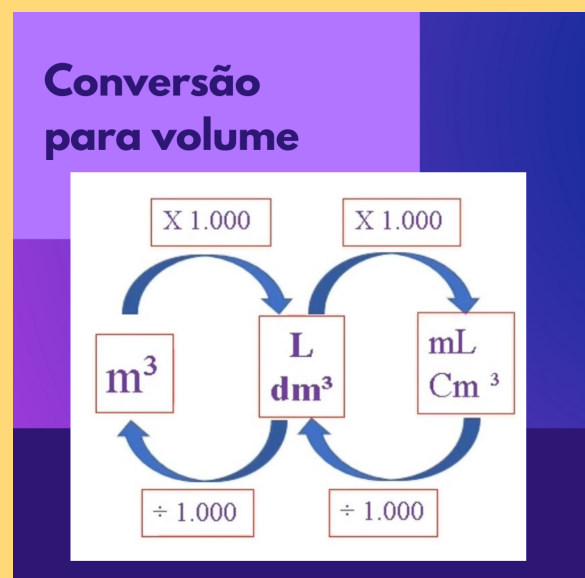 Conversão
para volume
X 1.000
X 1.000
m³
L
dm³
mL
Cm ³
÷ 1.000
÷ 1.000